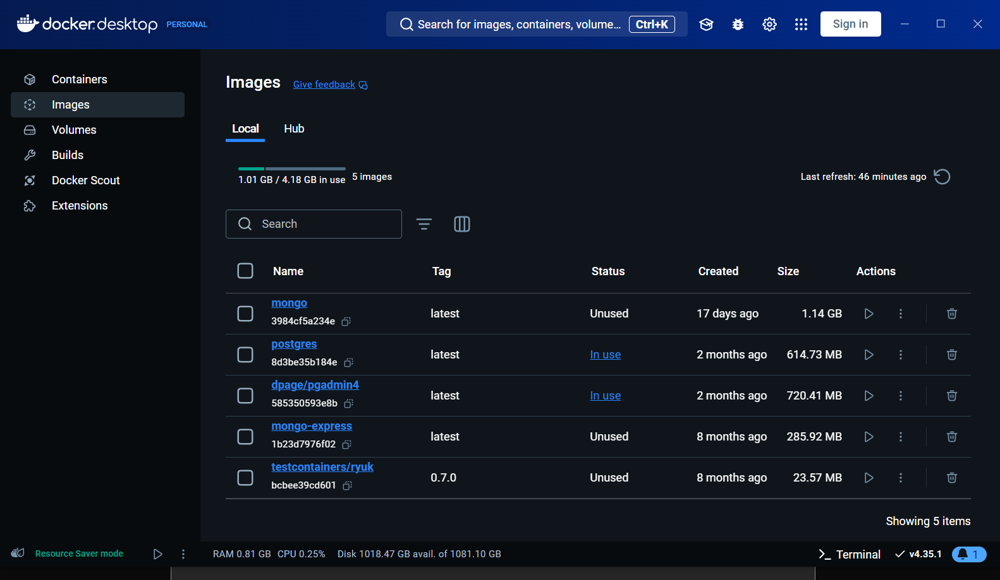 docker.desktop PERSONAL
Search for images, containers, volume... Ctrl+K
Sign in
Containers
Images
Volumes
Builds
Docker Scout
Extensions
Images Give feedback
Local Hub
1.01 GB / 4.18 GB in use 5 images
Last refresh: 46 minutes ago
Search
Name Tag Status Created Size Actions
mongo
3984cf5a234e
latest Unused 17 days ago 1.14 GB
postgres
8d3be35b184e
latest In use 2 months ago 614.73 MB
dpage/pgadmin4
585350593e8b
latest In use 2 months ago 720.41 MB
mongo-express
1b23d7976f02
latest Unused 8 months ago 285.92 MB
testcontainers/ryuk
bcbee39cd601
0.7.0 Unused 8 months ago 23.57 MB
Showing 5 items
Resource Saver mode
RAM 0.81 GB CPU 0.25% Disk 1018.47 GB avail. of 1081.10 GB
Terminal v4.35.1 1